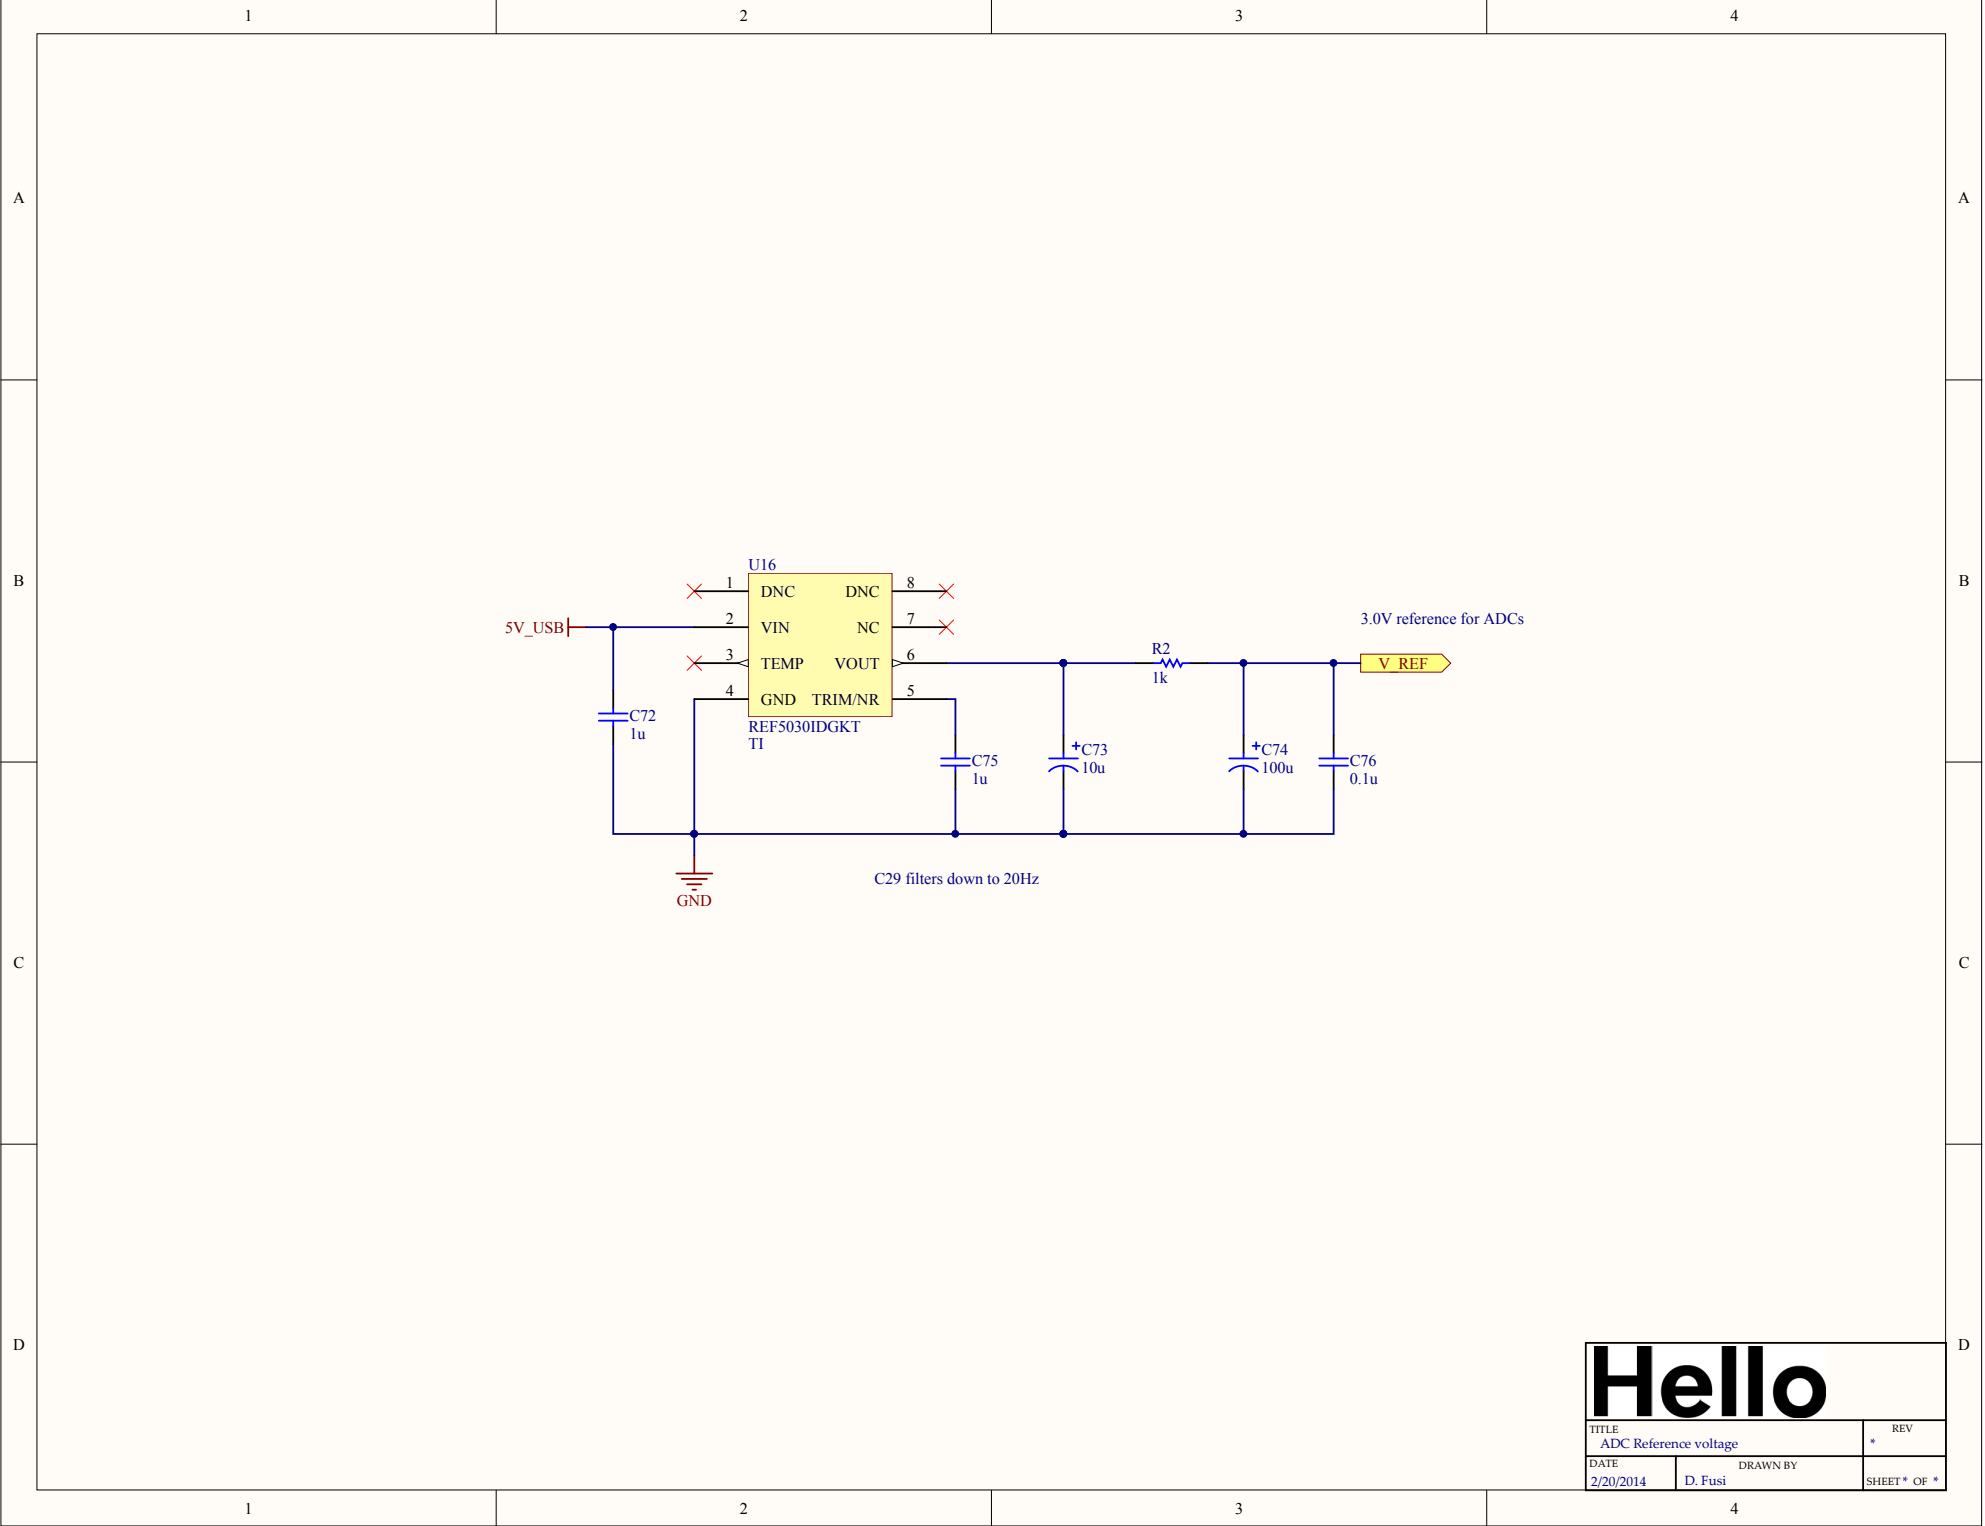 1 2 3 4
A A
B B
C C
D D
U16
1 DNC DNC 8
5V_USB 2 VIN NC 7
3 TEMP VOUT 6
4 GND TRIM/NR 5
REF5030IDGKT
TI
3.0V reference for ADCs
R2
1k
V_REF
C72
1u
C75
1u
+C73
10u
+C74
100u
C76
0.1u
GND
C29 filters down to 20Hz
Hello
TITLE
ADC Reference voltage
REV
*
DATE
2/20/2014
DRAWN BY
D. Fusi
SHEET * OF *
1 2 3 4